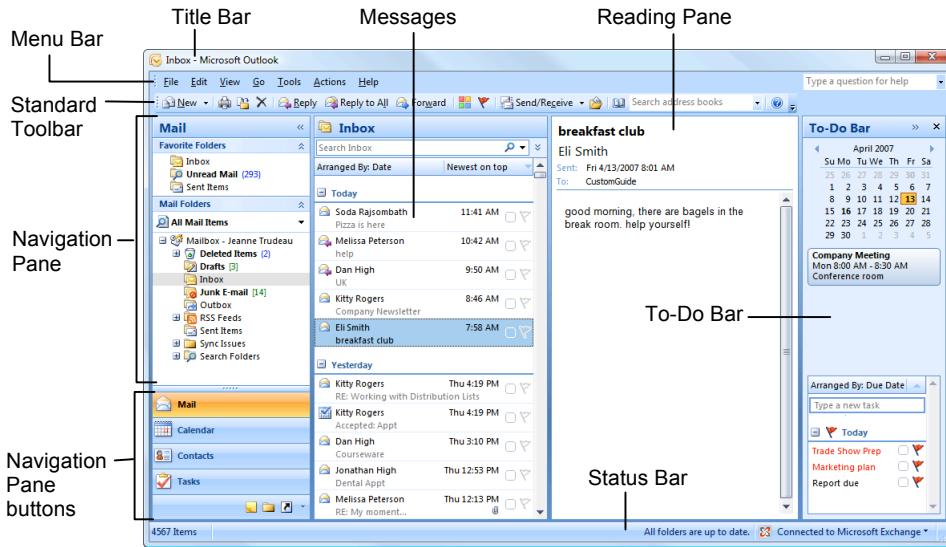 Title Bar
Messages
Reading Pane
Menu Bar
Inbox - Microsoft Outlook
File Edit View Go Tools Actions Help
Type a question for help
Standard
Toolbar
New
Reply
Reply to All
Forward
Send/Receive
Search address books
Navigation
Pane
Mail
Favorite Folders
Inbox
Unread Mail (293)
Sent Items
Mail Folders
All Mail Items
Mailbox - Jeanne Trudeau
Deleted Items (2)
Drafts [3]
Inbox
Junk E-mail [14]
Outbox
RSS Feeds
Sent Items
Sync Issues
Search Folders
Navigation
Pane
buttons
Mail
Calendar
Contacts
Tasks
Inbox
Search Inbox
Arranged By: Date Newest on top
Today
Soda Rajsombath 11:41 AM
Pizza is here
Melissa Peterson 10:42 AM
help
Dan High 9:50 AM
UK
Kitty Rogers 8:46 AM
Company Newsletter
Eli Smith 7:58 AM
breakfast club
Yesterday
Kitty Rogers Thu 4:19 PM
RE: Working with Distribution Lists
Kitty Rogers Thu 4:19 PM
Accepted: Appt
Dan High Thu 3:10 PM
Courseware
Jonathan High Thu 12:53 PM
Dental Appt
Melissa Peterson Thu 12:13 PM
RE: My moment...
breakfast club
Eli Smith
Sent: Fri 4/13/2007 8:01 AM
To: CustomGuide
good morning, there are bagels in the
break room. help yourself!
To-Do Bar
Status Bar
To-Do Bar
April 2007
Su Mo Tu We Th Fr Sa
25 26 27 28 29 30 31
1 2 3 4 5 6 7
8 9 10 11 12 13 14
15 16 17 18 19 20 21
22 23 24 25 26 27 28
29 30 1 2 3 4 5
Company Meeting
Mon 8:00 AM - 8:30 AM
Conference room
Arranged By: Due Date
Type a new task
Today
Trade Show Prep
Marketing plan
Report due
4567 Items
All folders are up to date.
Connected to Microsoft Exchange